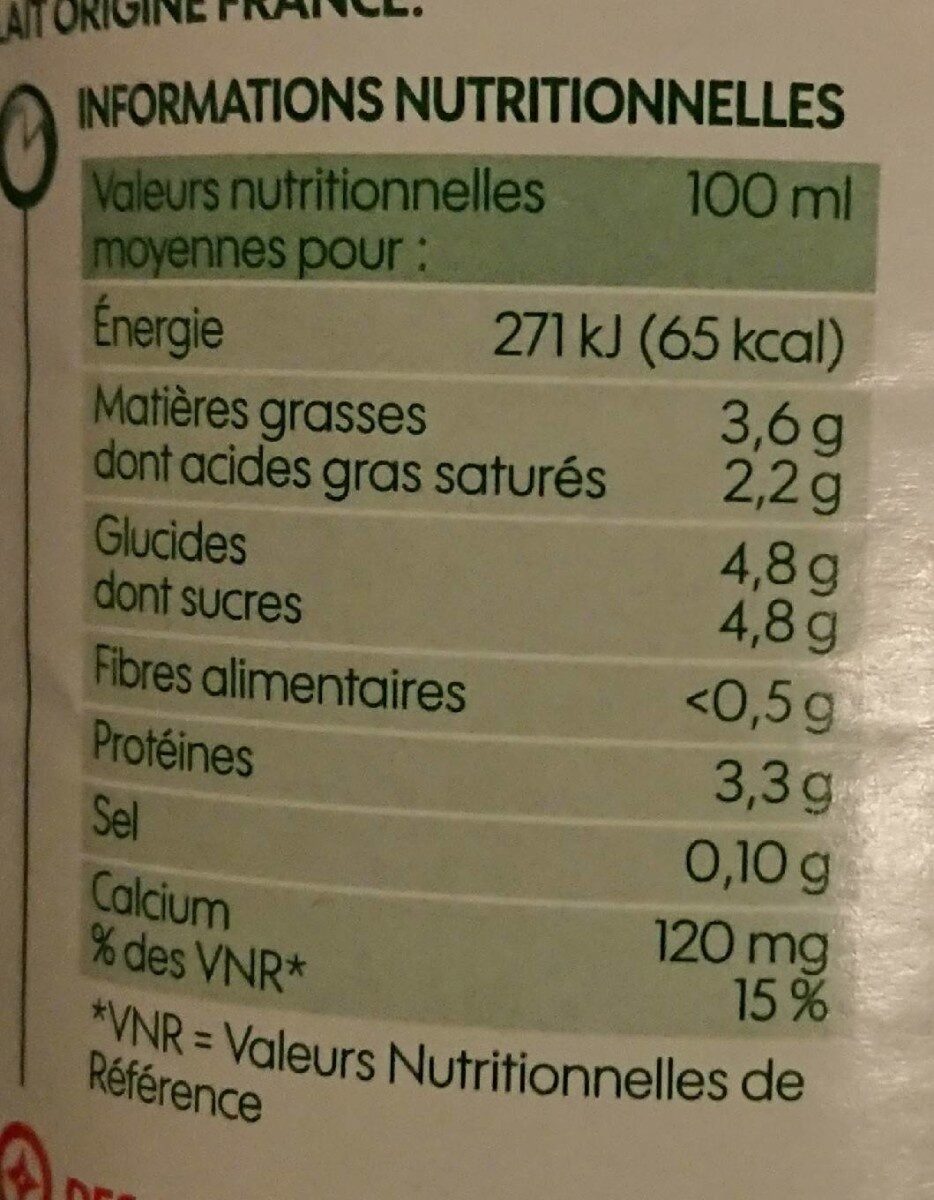 LAIT ORIGINE FRANCE.
INFORMATIONS NUTRITIONNELLES
Valeurs nutritionnelles 100 ml
moyennes pour :
Énergie 271 kJ (65 kcal)
Matières grasses 3,6 g
dont acides gras saturés 2,2 g
Glucides 4,8 g
dont sucres 4,8 g
Fibres alimentaires <0,5 g
Protéines 3,3 g
Sel 0,10 g
Calcium 120 mg
% des VNR* 15 %
*VNR = Valeurs Nutritionnelles de
Référence